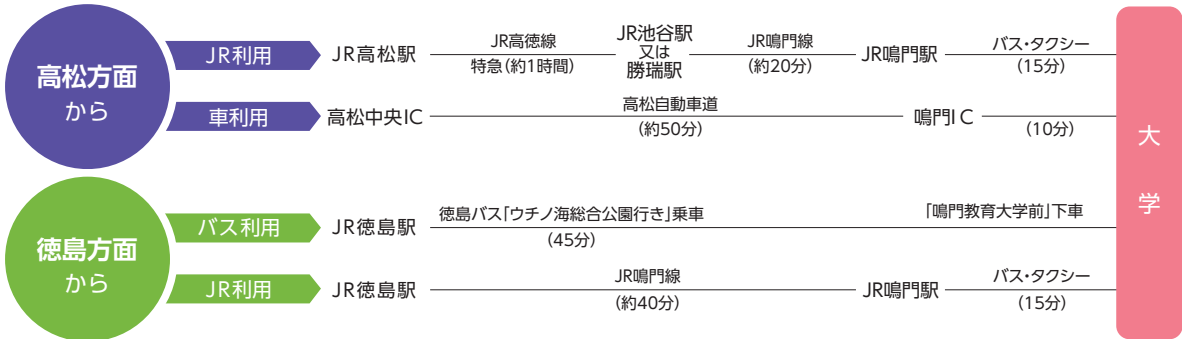 高松方面
から
JR利用
JR高松駅
JR高徳線
特急(約1時間)
JR池谷駅
又は
勝瑞駅
JR鳴門線
(約20分)
JR鳴門駅
バス・タクシー
(15分)
車利用
高松中央IC
高松自動車道
(約50分)
鳴門IC
(10分)
徳島方面
から
バス利用
JR徳島駅
徳島バス「ウチノ海総合公園行き」乗車
(45分)
「鳴門教育大学前」下車
JR利用
JR徳島駅
JR鳴門線
(約40分)
JR鳴門駅
バス・タクシー
(15分)
大学